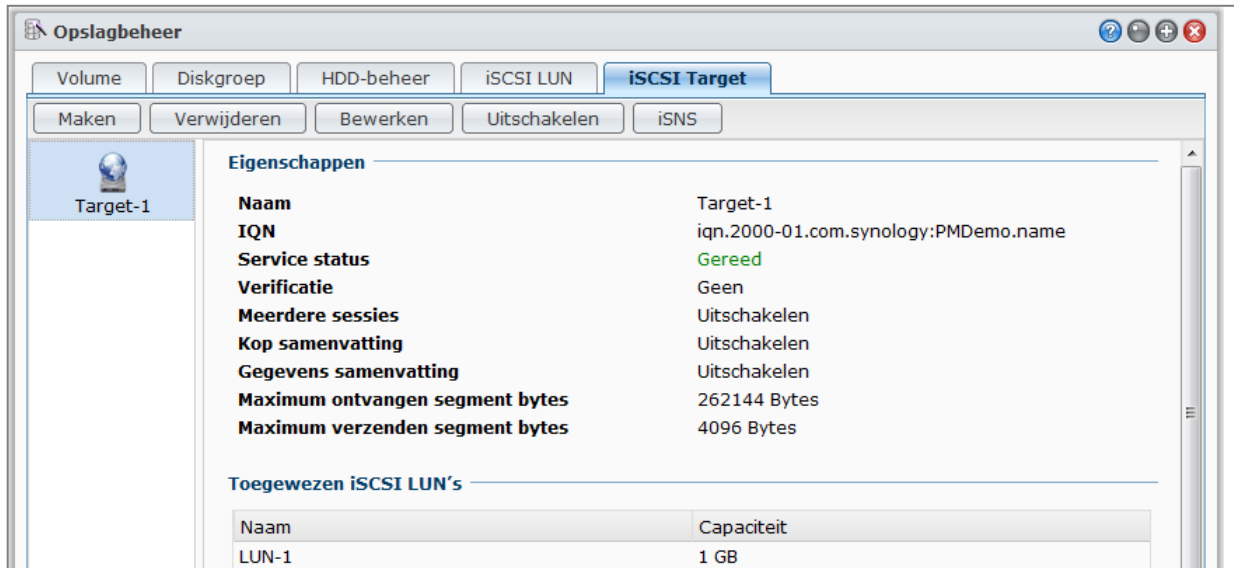 Opslagbeheer
Volume Diskgroep HDD-beheer iSCSI LUN iSCSI Target
Maken Verwijderen Bewerken Uitschakelen iSNS
Target-1
Eigenschappen
Naam Target-1
IQN iqn.2000-01.com.synology:PMDemo.name
Service status Gereed
Verificatie Geen
Meerdere sessies Uitschakelen
Kop samenvatting Uitschakelen
Gegevens samenvatting Uitschakelen
Maximum ontvangen segment bytes 262144 Bytes
Maximum verzenden segment bytes 4096 Bytes
Toegewezen iSCSI LUN's
Naam Capaciteit
LUN-1 1 GB